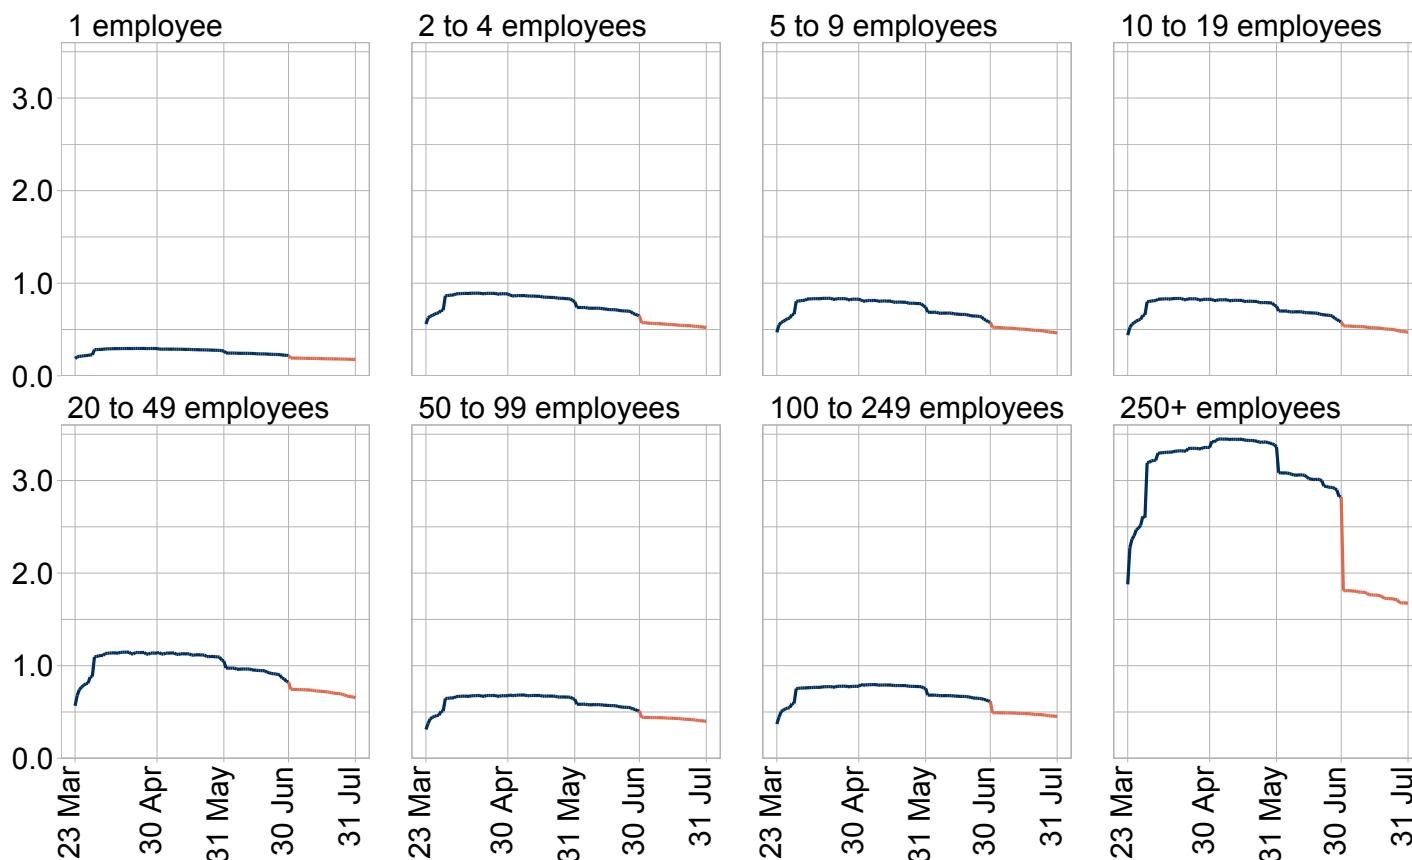 1 employee
2 to 4 employees
5 to 9 employees
10 to 19 employees
3.0
2.0
1.0
0.0
20 to 49 employees
50 to 99 employees
100 to 249 employees
250+ employees
3.0
2.0
1.0
0.0
23 Mar
30 Apr
31 May
30 Jun
31 Jul
23 Mar
30 Apr
31 May
30 Jun
31 Jul
23 Mar
30 Apr
31 May
30 Jun
31 Jul
23 Mar
30 Apr
31 May
30 Jun
31 Jul